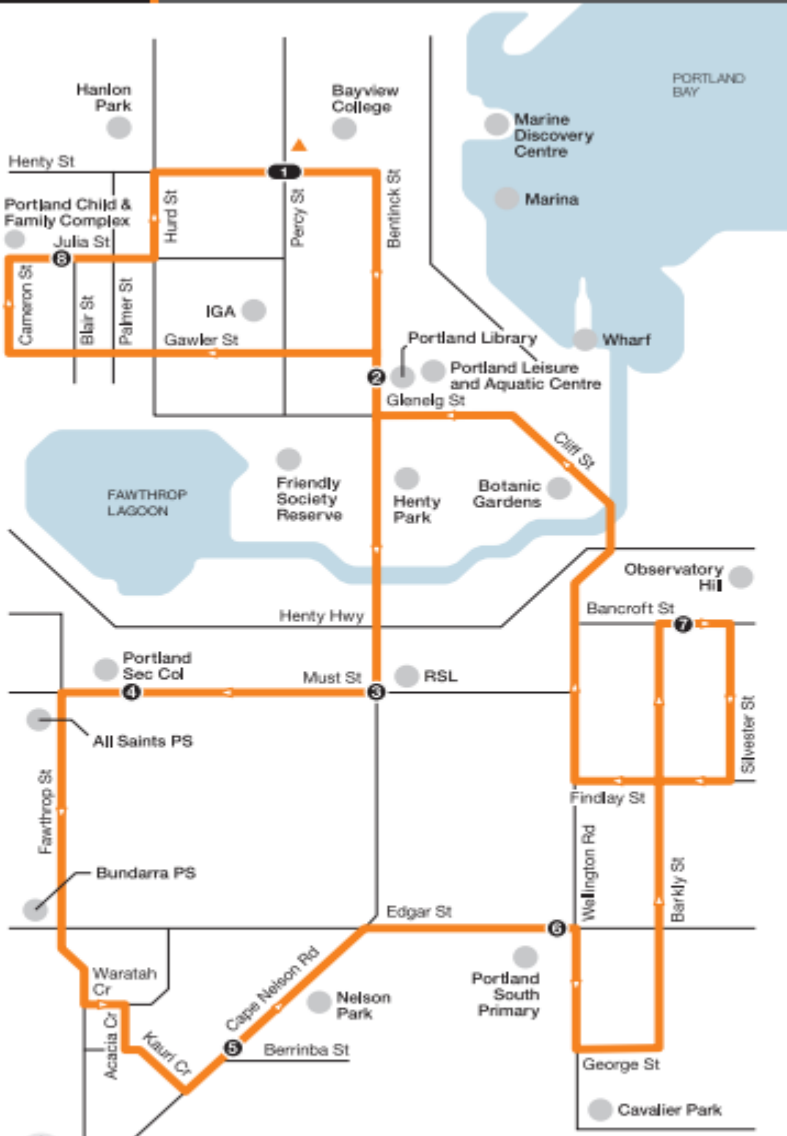 PORTLAND
BAY
Hanlon
Park
Bayview
College
Marine
Discovery
Centre
Henty St
1
Marina
Portland Child &
Family Complex
Hurd St
Percy St
Bentinck St
Julia St
8
Cameron St
Blair St
Palmer St
IGA
Gawler St
Portland Library
Wharf
2
Portland Leisure
and Aquatic Centre
Glenelg St
Cliff St
FAWTHROP
LAGOON
Friendly
Society
Reserve
Henty
Park
Botanic
Gardens
Observatory
Hill
Henty Hwy
Bancroft St
7
Portland
Sec Col
Must St
RSL
4
3
All Saints PS
Silvester St
Fawthrop St
Findlay St
Bundarra PS
Wellington Rd
Barkly St
Edgar St
6
Waratah
Cr
Cape Nelson Rd
Portland
South
Primary
Nelson
Park
Acacia Cr
Kauri Cr
5
Berrinba St
George St
Cavalier Park